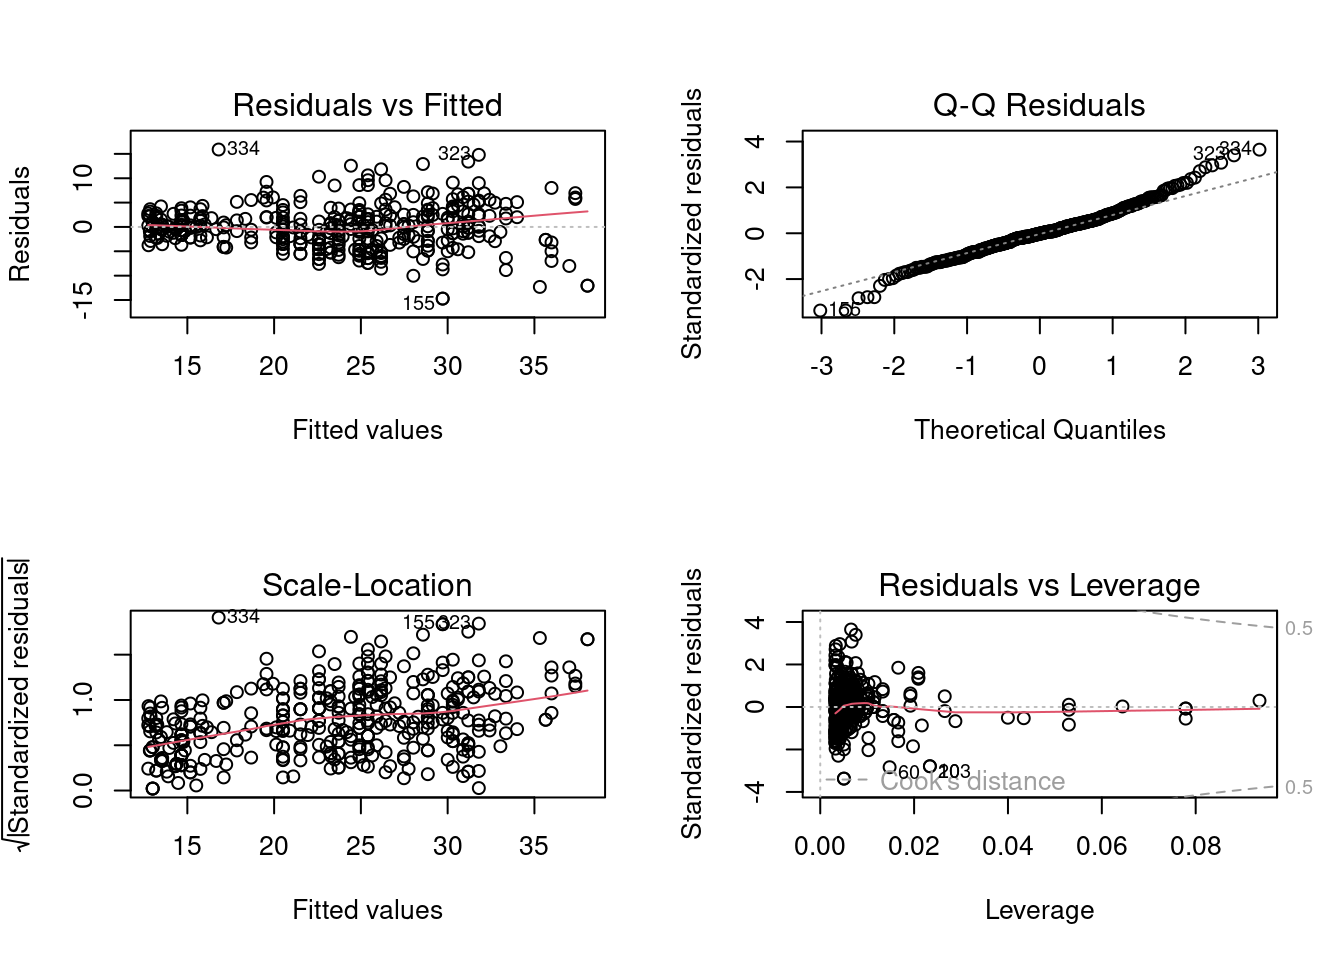 Residuals vs Fitted
Residuals
10
0
-15
334
323
155
15 20 25 30 35
Fitted values
Q-Q Residuals
Standardized residuals
4
2
0
-2
323
334
155
-3 -2 -1 0 1 2 3
Theoretical Quantiles
Scale-Location
√|Standardized residuals|
1.0
0.0
334
155
323
15 20 25 30 35
Fitted values
Residuals vs Leverage
Standardized residuals
4
2
0
-4
0.5
0.5
60
103
Cook's distance
0.00 0.02 0.04 0.06 0.08
Leverage